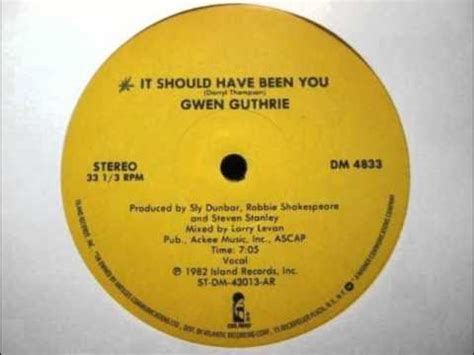 * IT SHOULD HAVE BEEN YOU
(Darryl Thompson)
GWEN GUTHRIE
STEREO
33 1/3 RPM
DM 4833
Produced by Sly Dunbar, Robbie Shakespeare
and Steven Stanley
Mixed by Larry Levan
Pub., Ackee Music, Inc., ASCAP
Time: 7:05
Vocal
℗ 1982 Island Records, Inc.
ST-DM-43013-AR